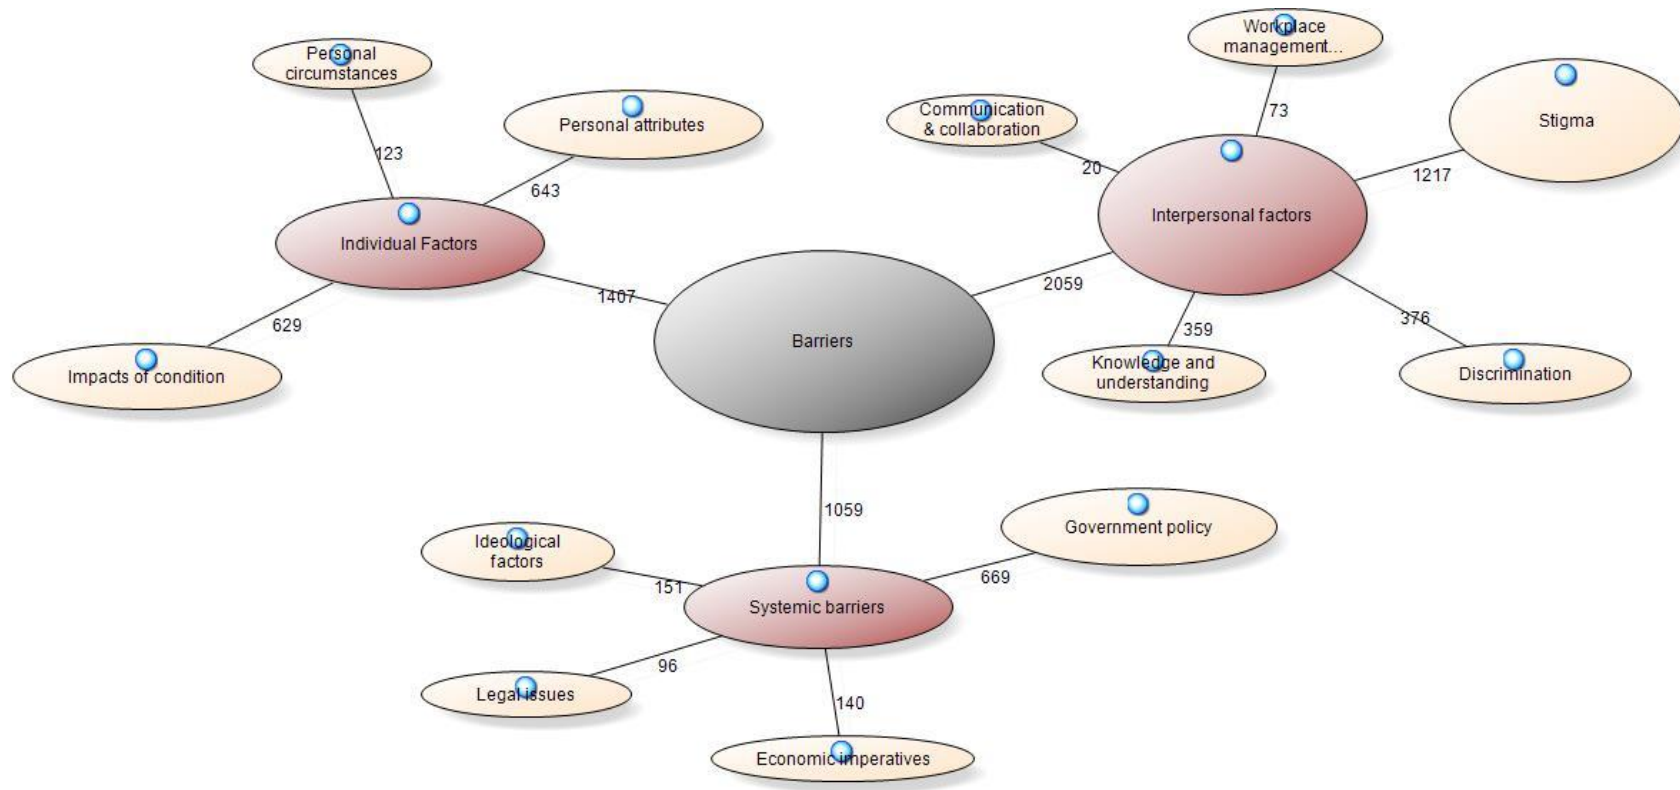 Personal
circumstances
Personal attributes
123
643
Individual Factors
629
Impacts of condition
1407
Barriers
Workplace
management...
Communication
& collaboration
73
Stigma
20
1217
Interpersonal factors
2059
359
376
Knowledge and
understanding
Discrimination
1059
Ideological
factors
Government policy
151
669
Systemic barriers
96
Legal issues
140
Economic imperatives